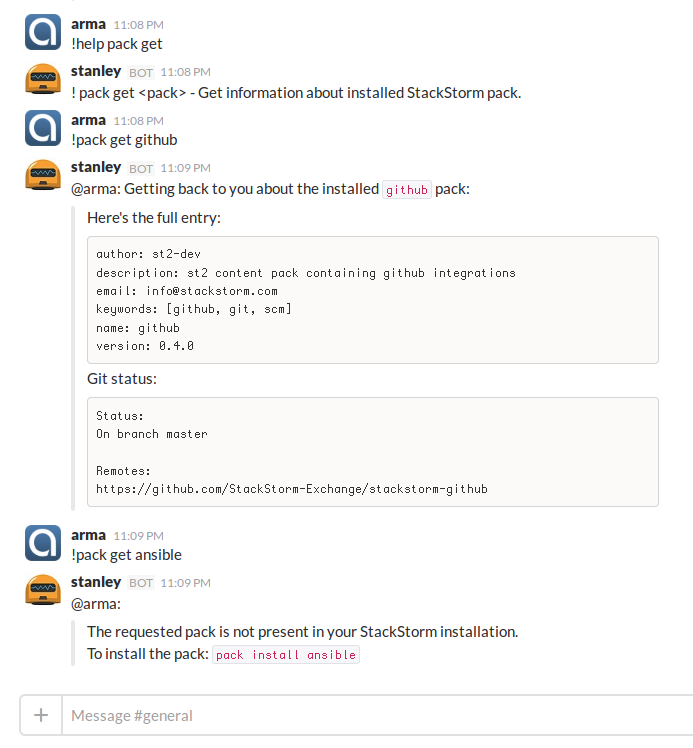 arma 11:08 PM
!help pack get
stanley BOT 11:08 PM
! pack get <pack> - Get information about installed StackStorm pack.
arma 11:08 PM
!pack get github
stanley BOT 11:09 PM
@arma: Getting back to you about the installed github pack:
Here's the full entry:
author: st2-dev
description: st2 content pack containing github integrations
email: info@stackstorm.com
keywords: [github, git, scm]
name: github
version: 0.4.0
Git status:
Status:
On branch master
Remotes:
https://github.com/StackStorm-Exchange/stackstorm-github
arma 11:09 PM
!pack get ansible
stanley BOT 11:09 PM
@arma:
The requested pack is not present in your StackStorm installation.
To install the pack: pack install ansible
Message #general